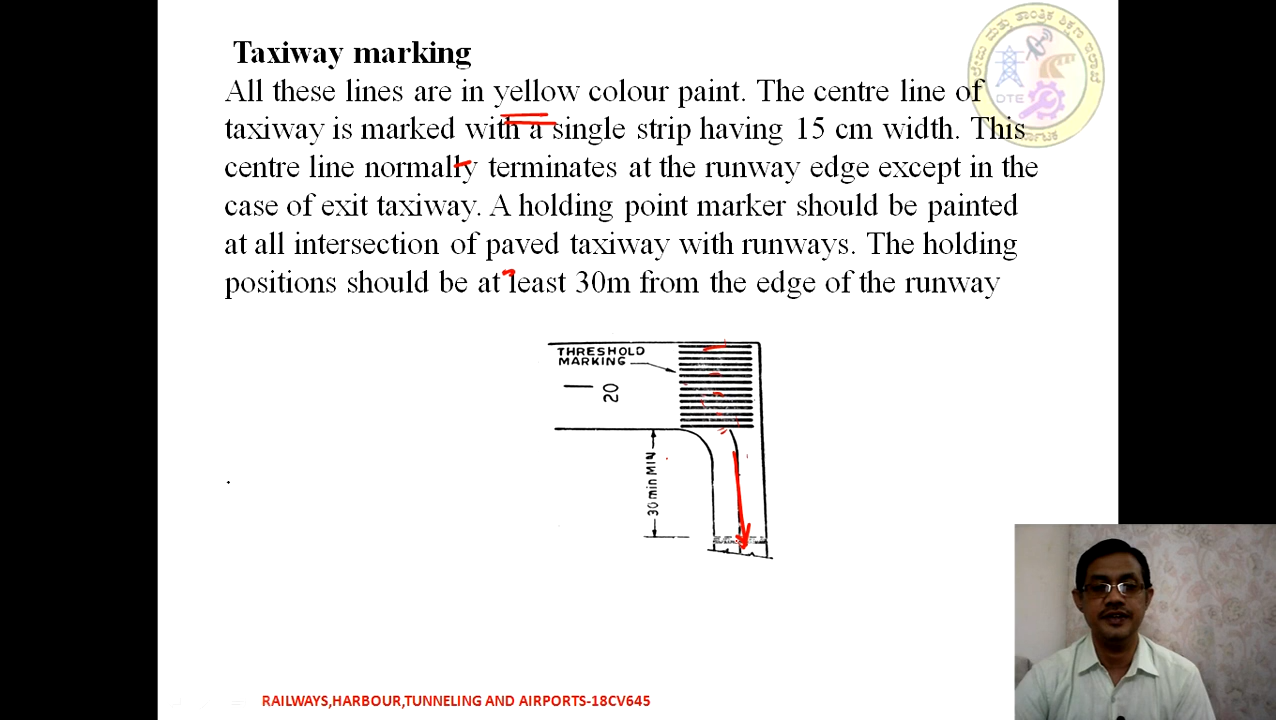 Taxiway marking
All these lines are in yellow colour paint. The centre line of
taxiway is marked with a single strip having 15 cm width. This
centre line normally terminates at the runway edge except in the
case of exit taxiway. A holding point marker should be painted
at all intersection of paved taxiway with runways. The holding
positions should be at least 30m from the edge of the runway
DTE
THRESHOLD
MARKING
20
30 min MIN
RAILWAYS,HARBOUR,TUNNELING AND AIRPORTS-18CV645